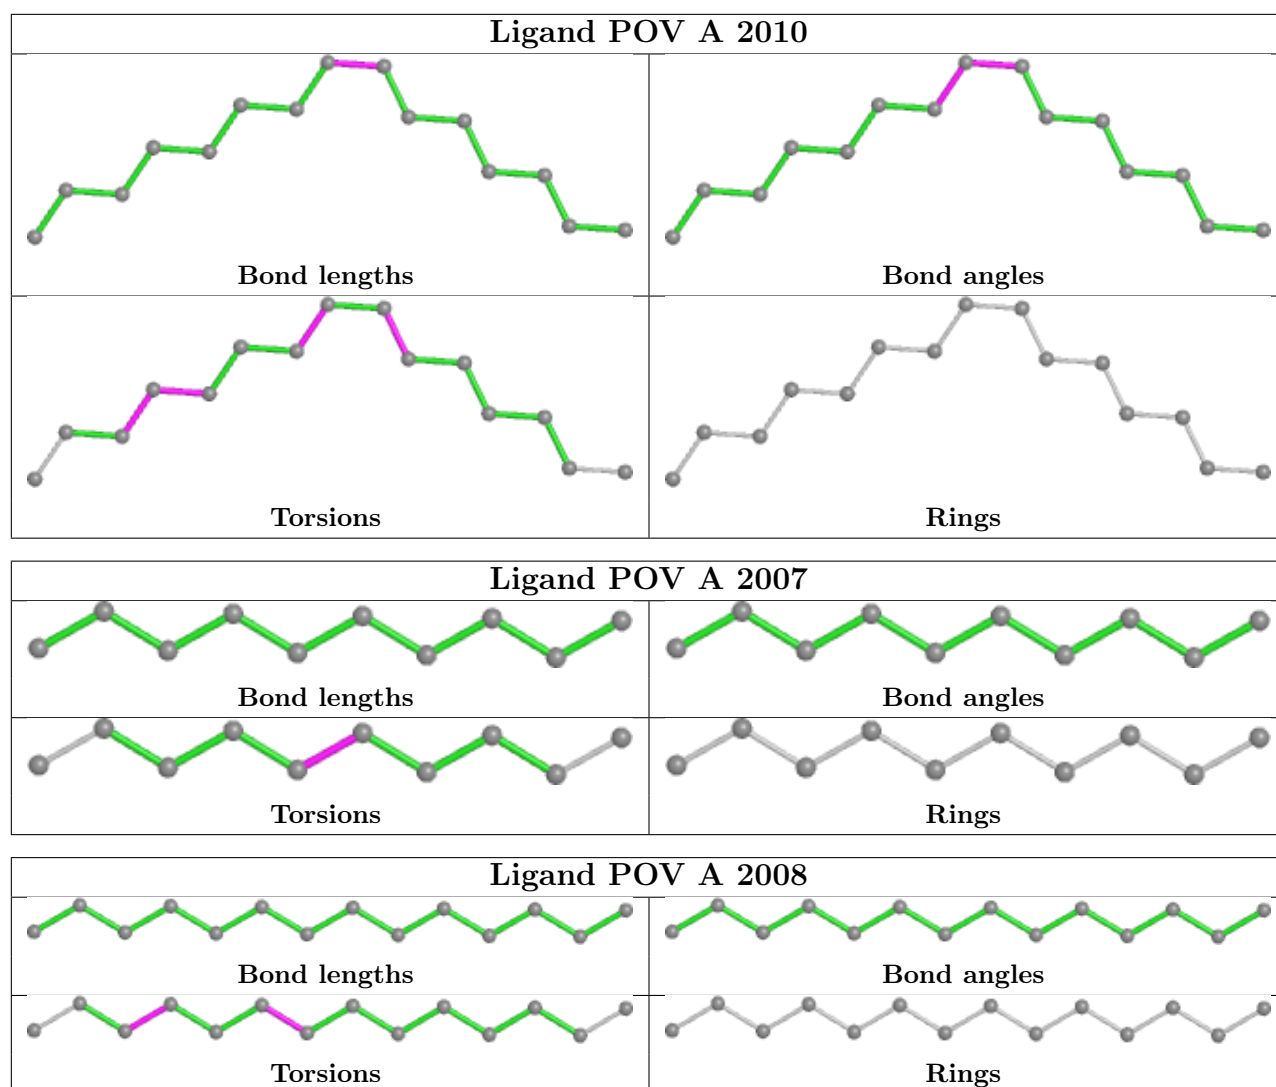 Ligand POV A 2010
Bond lengths
Bond angles
Torsions
Rings
Ligand POV A 2007
Bond lengths
Bond angles
Torsions
Rings
Ligand POV A 2008
Bond lengths
Bond angles
Torsions
Rings